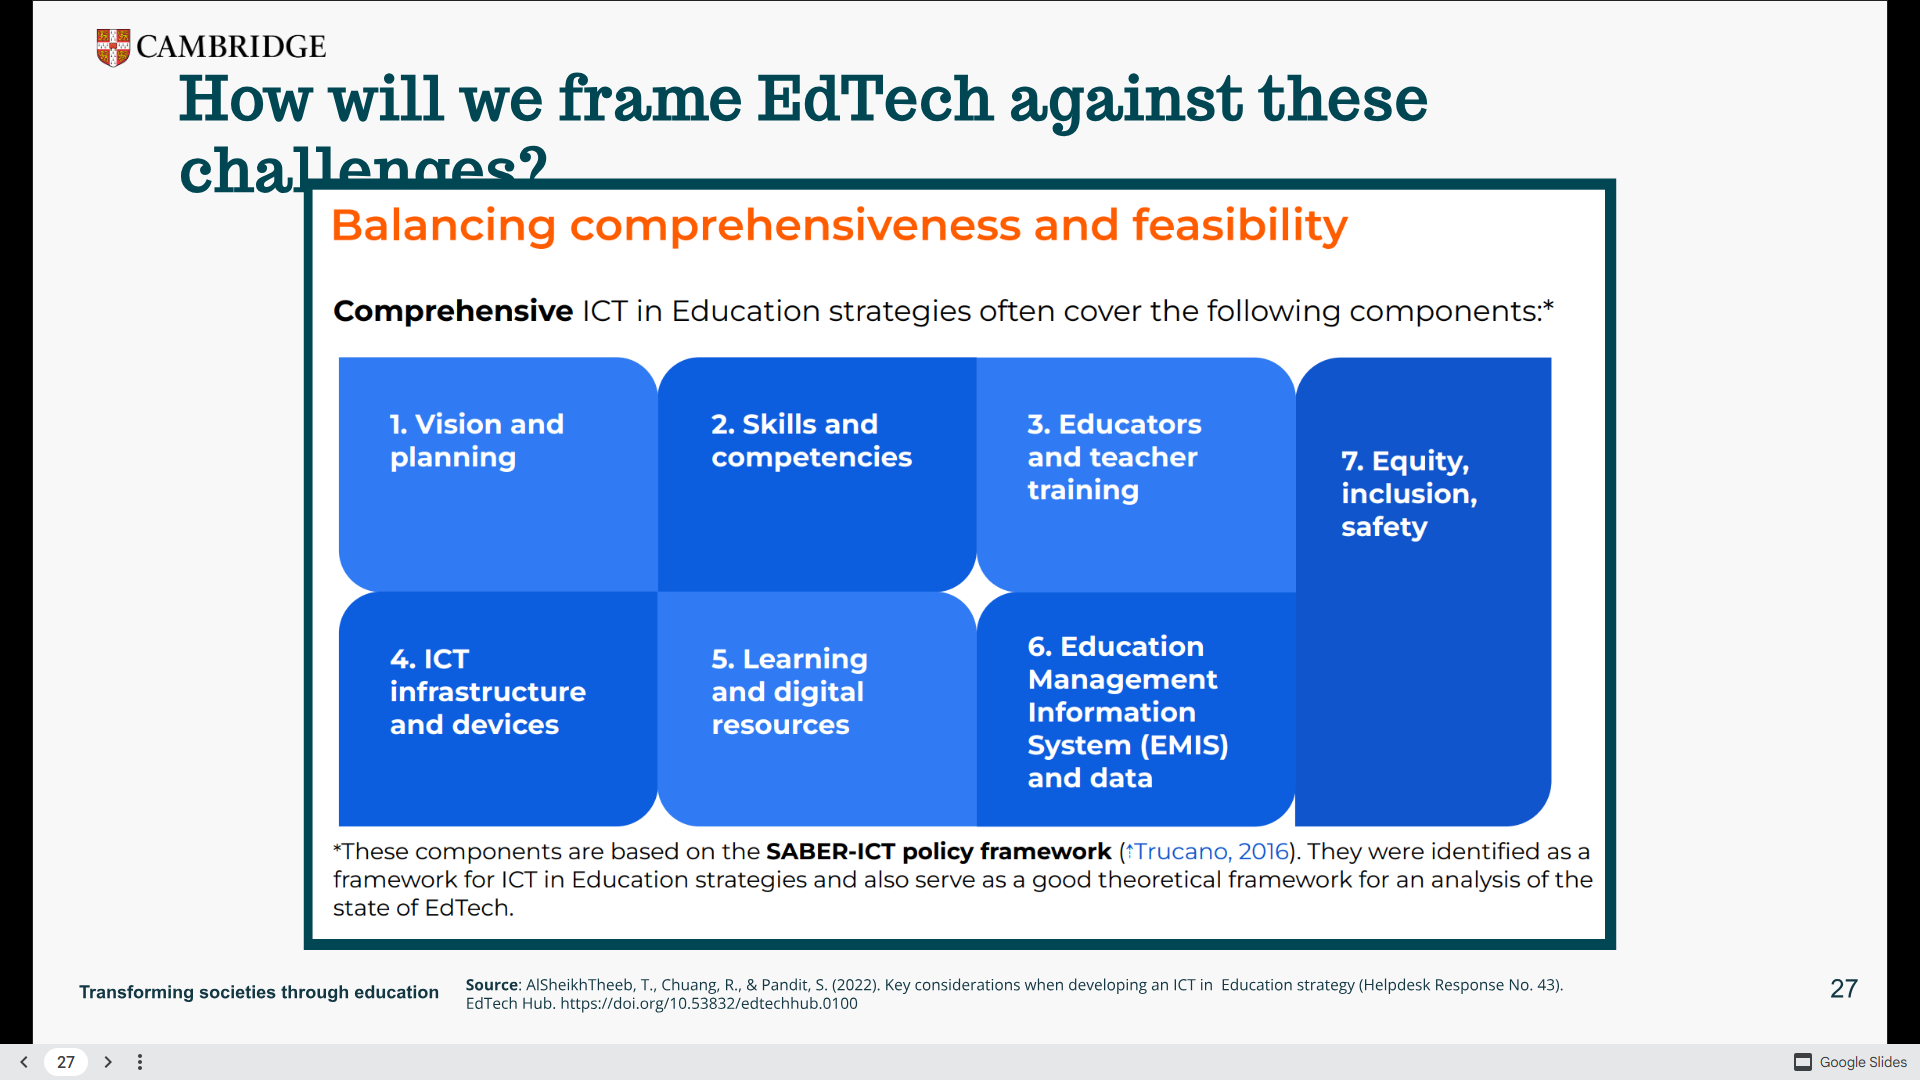 CAMBRIDGE
How will we frame EdTech against these
challenges?
Balancing comprehensiveness and feasibility
Comprehensive ICT in Education strategies often cover the following components:*
1. Vision and
planning
2. Skills and
competencies
3. Educators
and teacher
training
7. Equity,
inclusion,
safety
4. ICT
infrastructure
and devices
5. Learning
and digital
resources
6. Education
Management
Information
System (EMIS)
and data
*These components are based on the SABER-ICT policy framework (↑Trucano, 2016). They were identified as a
framework for ICT in Education strategies and also serve as a good theoretical framework for an analysis of the
state of EdTech.
Transforming societies through education
Source: AlSheikhTheeb, T., Chuang, R., & Pandit, S. (2022). Key considerations when developing an ICT in Education strategy (Helpdesk Response No. 43).
EdTech Hub. https://doi.org/10.53832/edtechhub.0100
27
27
Google Slides